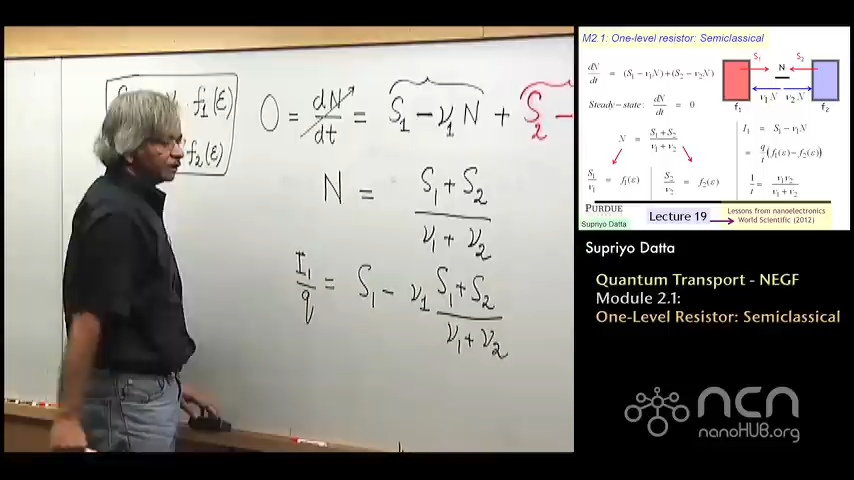 ν₁ f₁(ε)
f₂(ε)
0 = dN/dt = S₁ − ν₁N + S₂ −
N = (S₁ + S₂)/(ν₁ + ν₂)
I₁/q = S₁ − ν₁ (S₁ + S₂)/(ν₁ + ν₂)
M2.1: One-level resistor: Semiclassical
dN/dt = (S₁ − ν₁N) + (S₂ − ν₂N)
Steady-state: dN/dt = 0
N = (S₁ + S₂)/(ν₁ + ν₂)
S₁/ν₁ = f₁(ε)
S₂/ν₂ = f₂(ε)
S₁ N S₂
ν₁N ν₂N
f₁ f₂
I₁ = S₁ − ν₁N
= q/t (f₁(ε) − f₂(ε))
1/t = ν₁ν₂/(ν₁ + ν₂)
PURDUE
Supriyo Datta
Lecture 19
Lessons from nanoelectronics
World Scientific (2012)
Supriyo Datta
Quantum Transport - NEGF
Module 2.1:
One-Level Resistor: Semiclassical
ncn
nanoHUB.org